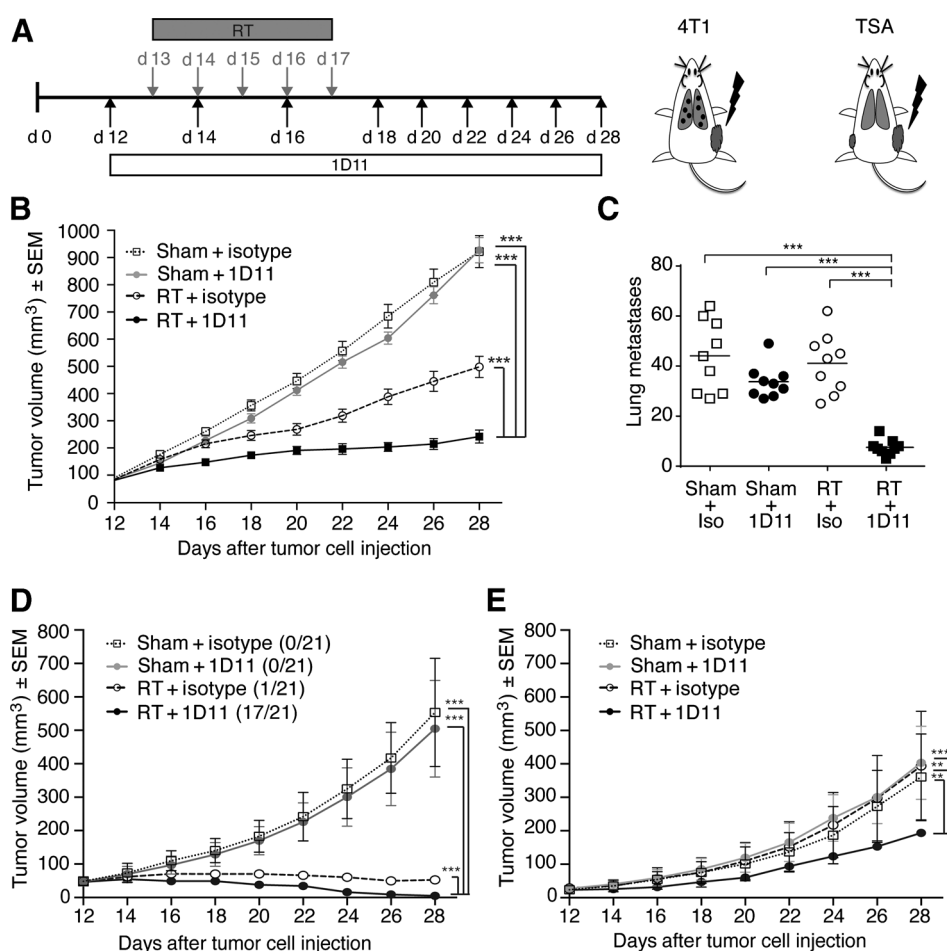 A
RT
d 13 d 14 d 15 d 16 d 17
d 0 d 12 d 14 d 16 d 18 d 20 d 22 d 24 d 26 d 28
1D11
4T1
TSA
B
Tumor volume (mm³) ± SEM
1000
900
800
700
600
500
400
300
200
100
0
Sham + isotype
Sham + 1D11
RT + isotype
RT + 1D11
***
***
***
12 14 16 18 20 22 24 26 28
Days after tumor cell injection
C
***
***
***
Lung metastases
80
60
40
20
0
Sham Sham RT RT
+ + + +
Iso 1D11 Iso 1D11
D
Tumor volume (mm³) ± SEM
800
700
600
500
400
300
200
100
0
Sham + isotype (0/21)
Sham + 1D11 (0/21)
RT + isotype (1/21)
RT + 1D11 (17/21)
***
***
***
12 14 16 18 20 22 24 26 28
Days after tumor cell injection
E
Tumor volume (mm³) ± SEM
800
700
600
500
400
300
200
100
0
Sham + isotype
Sham + 1D11
RT + isotype
RT + 1D11
***
**
**
12 14 16 18 20 22 24 26 28
Days after tumor cell injection